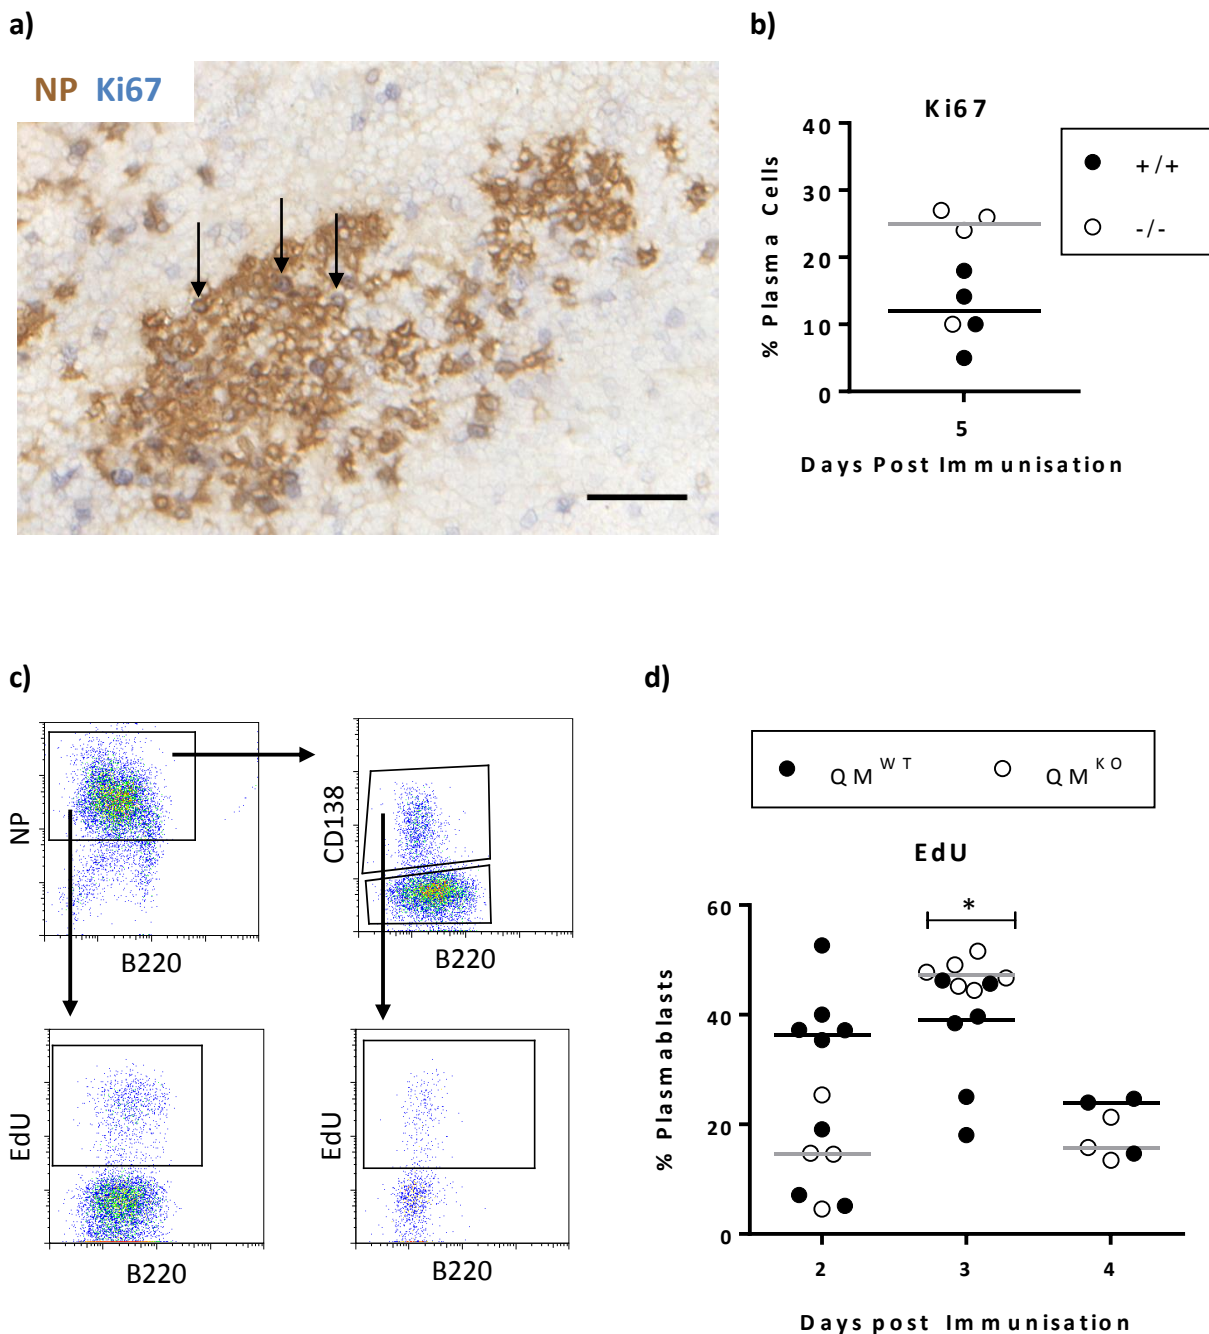 a)
NP Ki67
b)
Ki67
40
30
20
10
0
% Plasma Cells
5
Days Post Immunisation
+/+
-/-
c)
NP
B220
CD138
B220
EdU
B220
EdU
B220
d)
QM^WT QM^KO
EdU
*
60
40
20
0
% Plasmablasts
2 3 4
Days post Immunisation